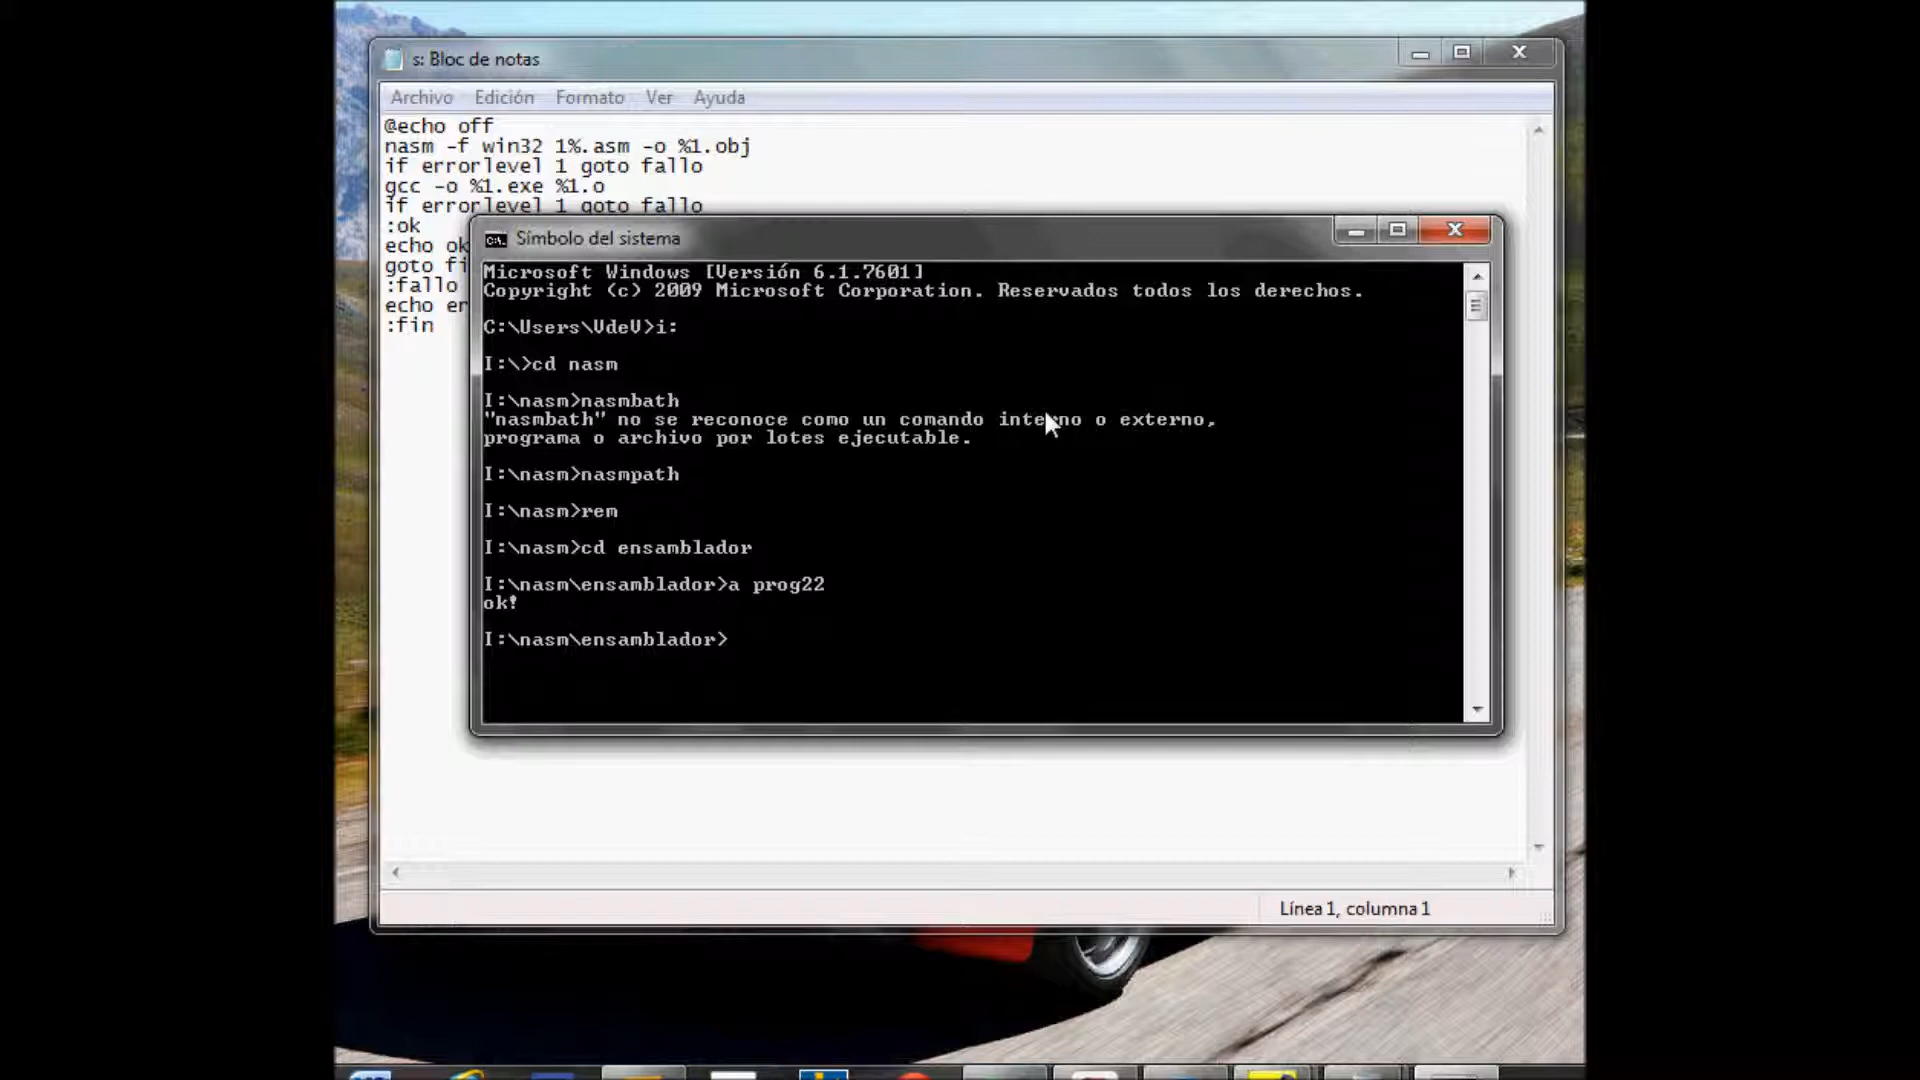 s: Bloc de notas
Archivo Edición Formato Ver Ayuda
@echo off
nasm -f win32 1%.asm -o %1.obj
if errorlevel 1 goto fallo
gcc -o %1.exe %1.o
if errorlevel 1 goto fallo
:ok
echo ok
goto fi
:fallo
echo er
:fin
Símbolo del sistema
Microsoft Windows [Versión 6.1.7601]
Copyright (c) 2009 Microsoft Corporation. Reservados todos los derechos.
C:\Users\VdeV>i:
I:\>cd nasm
I:\nasm>nasmbath
"nasmbath" no se reconoce como un comando interno o externo,
programa o archivo por lotes ejecutable.
I:\nasm>nasmpath
I:\nasm>rem
I:\nasm>cd ensamblador
I:\nasm\ensamblador>a prog22
ok!
I:\nasm\ensamblador>
Línea 1, columna 1